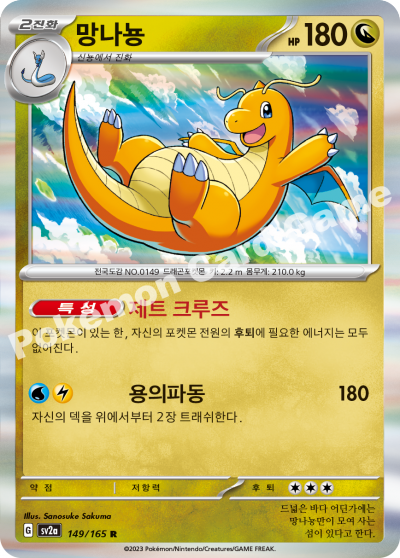 2진화 망나뇽 HP 180
신뇽에서 진화
전국도감 NO.0149 드래곤포켓몬 키: 2.2 m 몸무게: 210.0 kg
특성 제트 크루즈
이 포켓몬이 있는 한, 자신의 포켓몬 전원의 후퇴에 필요한 에너지는 모두
없어진다.
용의파동 180
자신의 덱을 위에서부터 2장 트래쉬한다.
약점 저항력 후퇴
Illus. Sanosuke Sakuma
G sv2a 149/165 R
드넓은 바다 어딘가에는
망나뇽만이 모여 사는
섬이 있다고 한다.
©2023 Pokémon/Nintendo/Creatures/GAME FREAK.
Pokémon Card Game